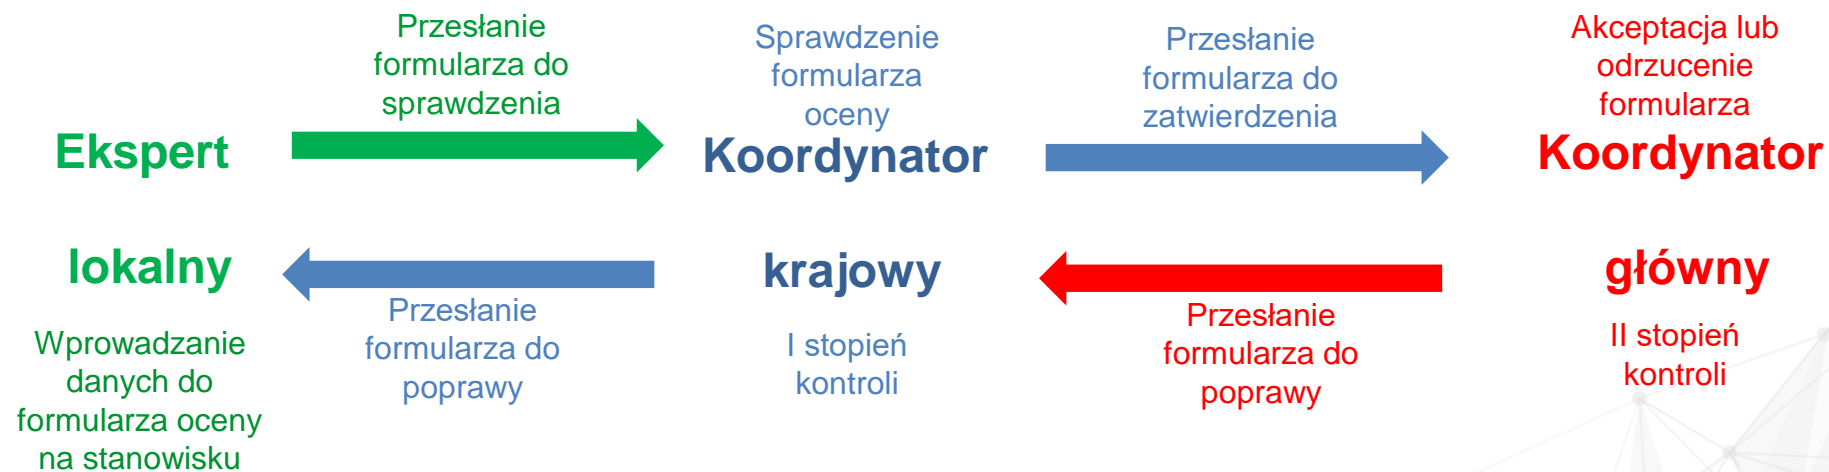 Przesłanie
formularza do
sprawdzenia
Ekspert
lokalny
Wprowadzanie
danych do
formularza oceny
na stanowisku
Przesłanie
formularza do
poprawy
Sprawdzenie
formularza
oceny
Koordynator
krajowy
I stopień
kontroli
Przesłanie
formularza do
zatwierdzenia
Przesłanie
formularza do
poprawy
Akceptacja lub
odrzucenie
formularza
Koordynator
główny
II stopień
kontroli